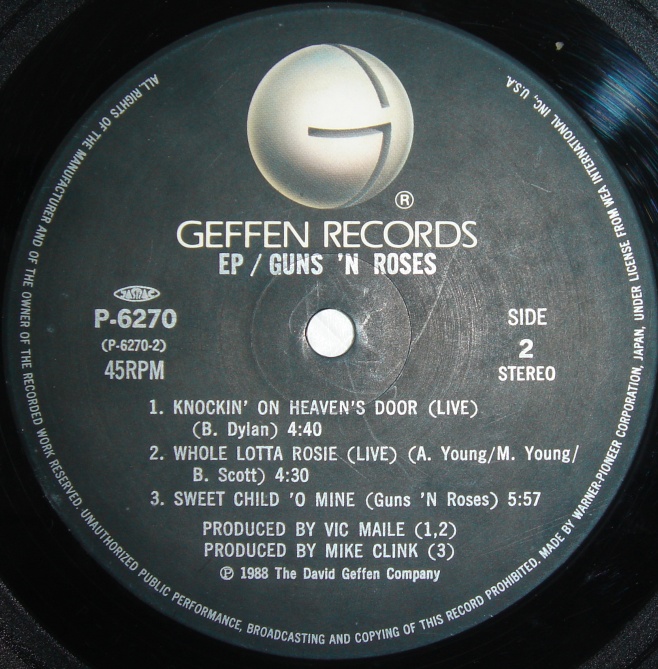 ®
GEFFEN RECORDS
EP / GUNS 'N ROSES
JASRAC
P-6270
(P-6270-2)
45RPM
SIDE
2
STEREO
1. KNOCKIN' ON HEAVEN'S DOOR (LIVE)
(B. Dylan) 4:40
2. WHOLE LOTTA ROSIE (LIVE) (A. Young/M. Young/
B. Scott) 4:30
3. SWEET CHILD 'O MINE (Guns 'N Roses) 5:57
PRODUCED BY VIC MAILE (1,2)
PRODUCED BY MIKE CLINK (3)
℗ 1988 The David Geffen Company
ALL RIGHTS OF THE MANUFACTURER AND OF THE OWNER OF THE RECORDED WORK RESERVED. UNAUTHORIZED PUBLIC PERFORMANCE, BROADCASTING AND COPYING OF THIS RECORD PROHIBITED. MADE BY WARNER-PIONEER CORPORATION, JAPAN, UNDER LICENSE FROM WEA INTERNATIONAL INC, U.S.A.